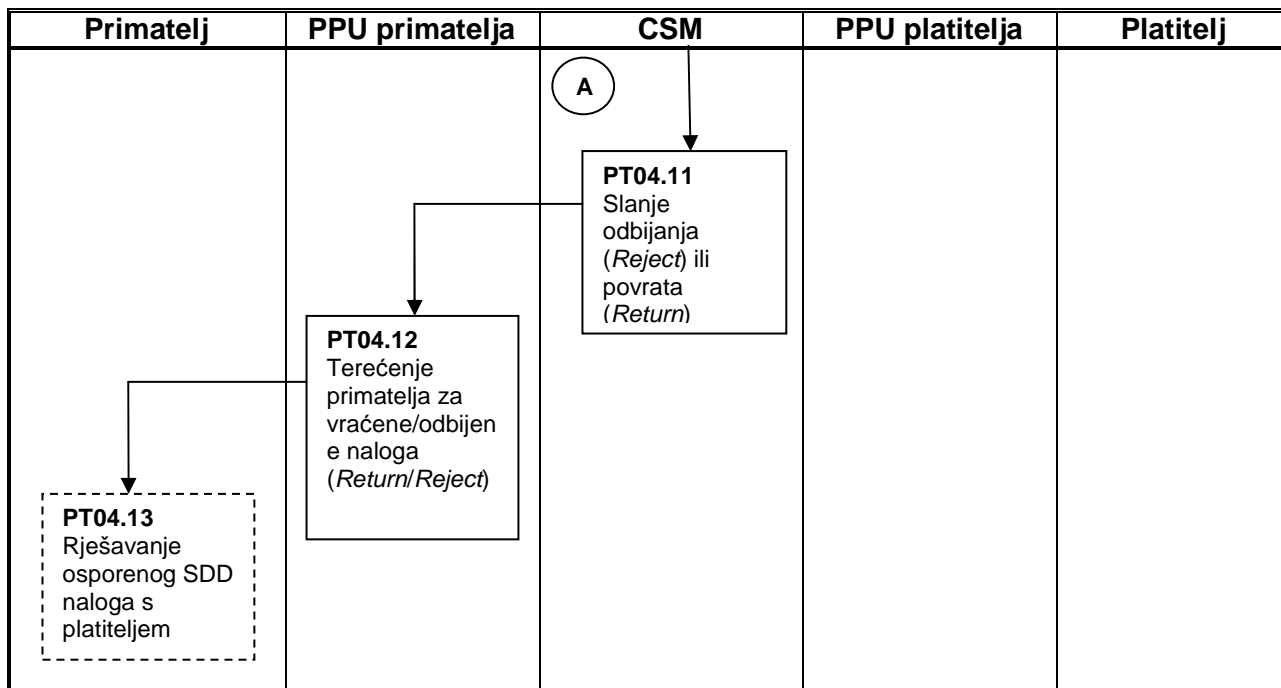 Primatelj PPU primatelja CSM PPU platitelja Platitelj
A
PT04.11
Slanje
odbijanja
(Reject) ili
povrata
(Return)
PT04.12
Terećenje
primatelja za
vraćene/odbijen
e naloga
(Return/Reject)
PT04.13
Rješavanje
osporenog SDD
naloga s
platiteljem